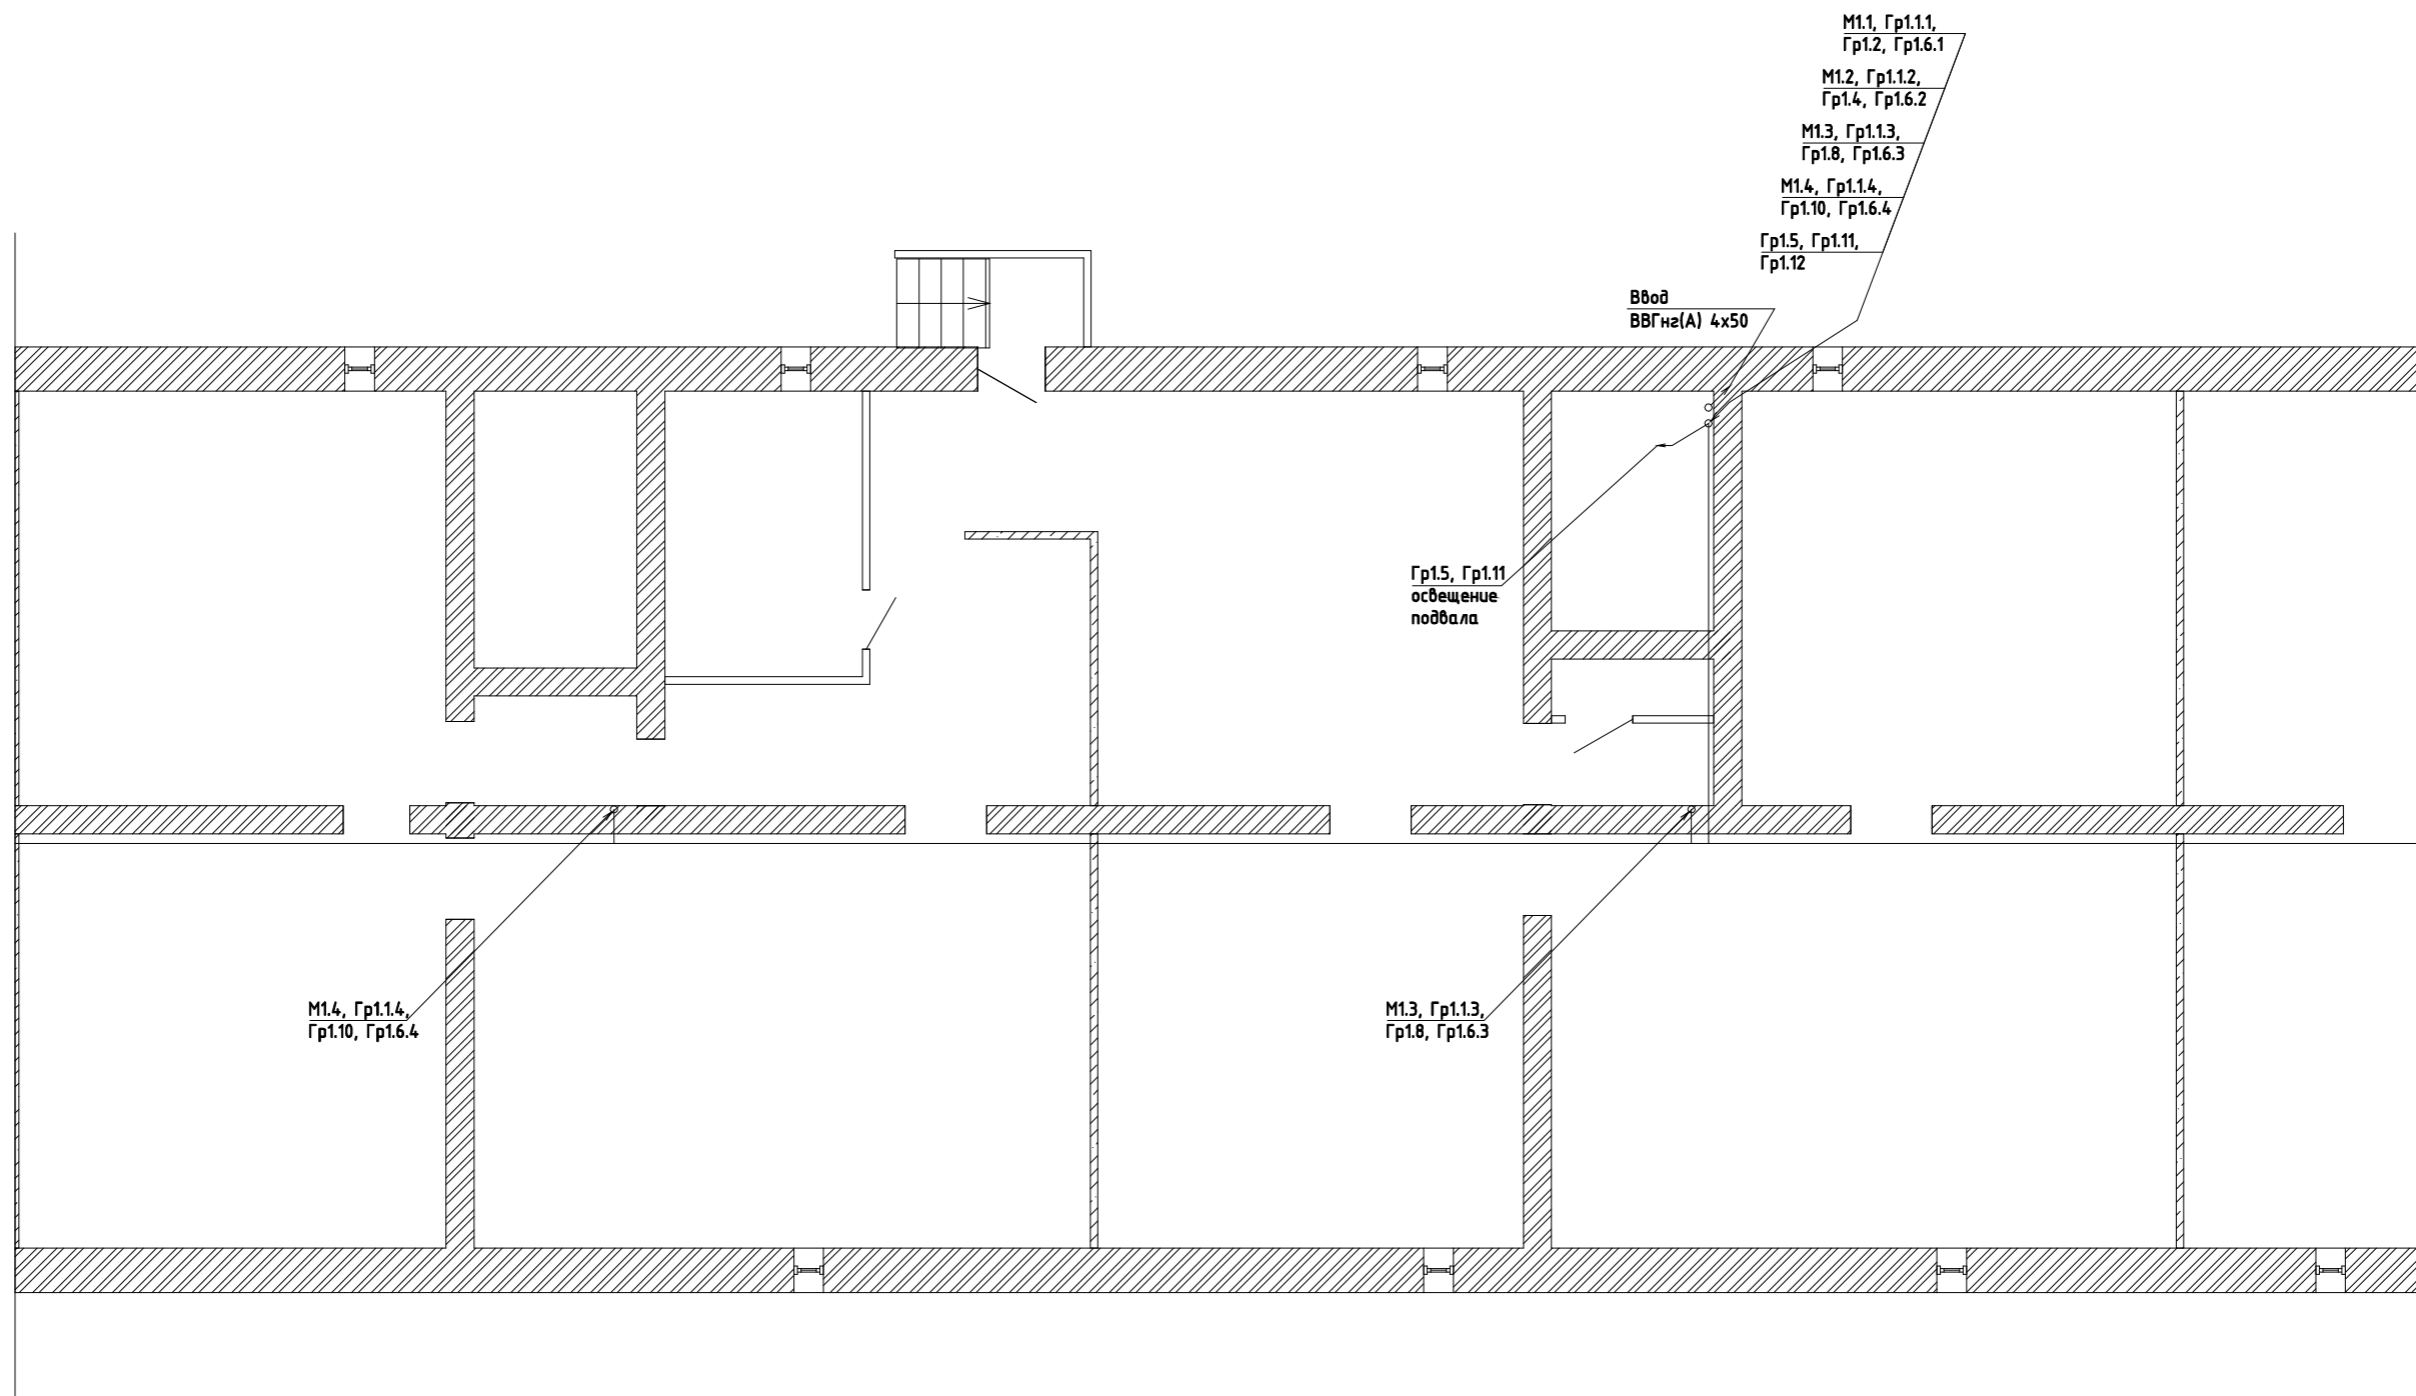 М1.1, Гр1.1.1,
Гр1.2, Гр1.6.1
М1.2, Гр1.1.2,
Гр1.4, Гр1.6.2
М1.3, Гр1.1.3,
Гр1.8, Гр1.6.3
М1.4, Гр1.1.4,
Гр1.10, Гр1.6.4
Гр1.5, Гр1.11,
Гр1.12
Ввод
ВВГнг(А) 4х50
Гр1.5, Гр1.11
освещение
подвала
М1.4, Гр1.1.4,
Гр1.10, Гр1.6.4
М1.3, Гр1.1.3,
Гр1.8, Гр1.6.3